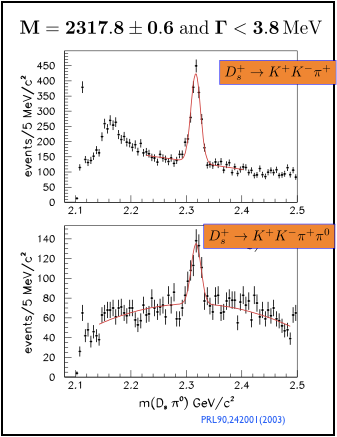 M = 2317.8 ± 0.6 and Γ < 3.8 MeV
events/5 MeV/c²
450
400
350
300
250
200
150
100
50
0
D_s^+ → K^+K^-π^+
2.1 2.2 2.3 2.4 2.5
events/5 MeV/c²
140
120
100
80
60
40
20
0
D_s^+ → K^+K^-π^+π^0
2.1 2.2 2.3 2.4 2.5
m(D_s π^0) GeV/c²
PRL90,242001(2003)